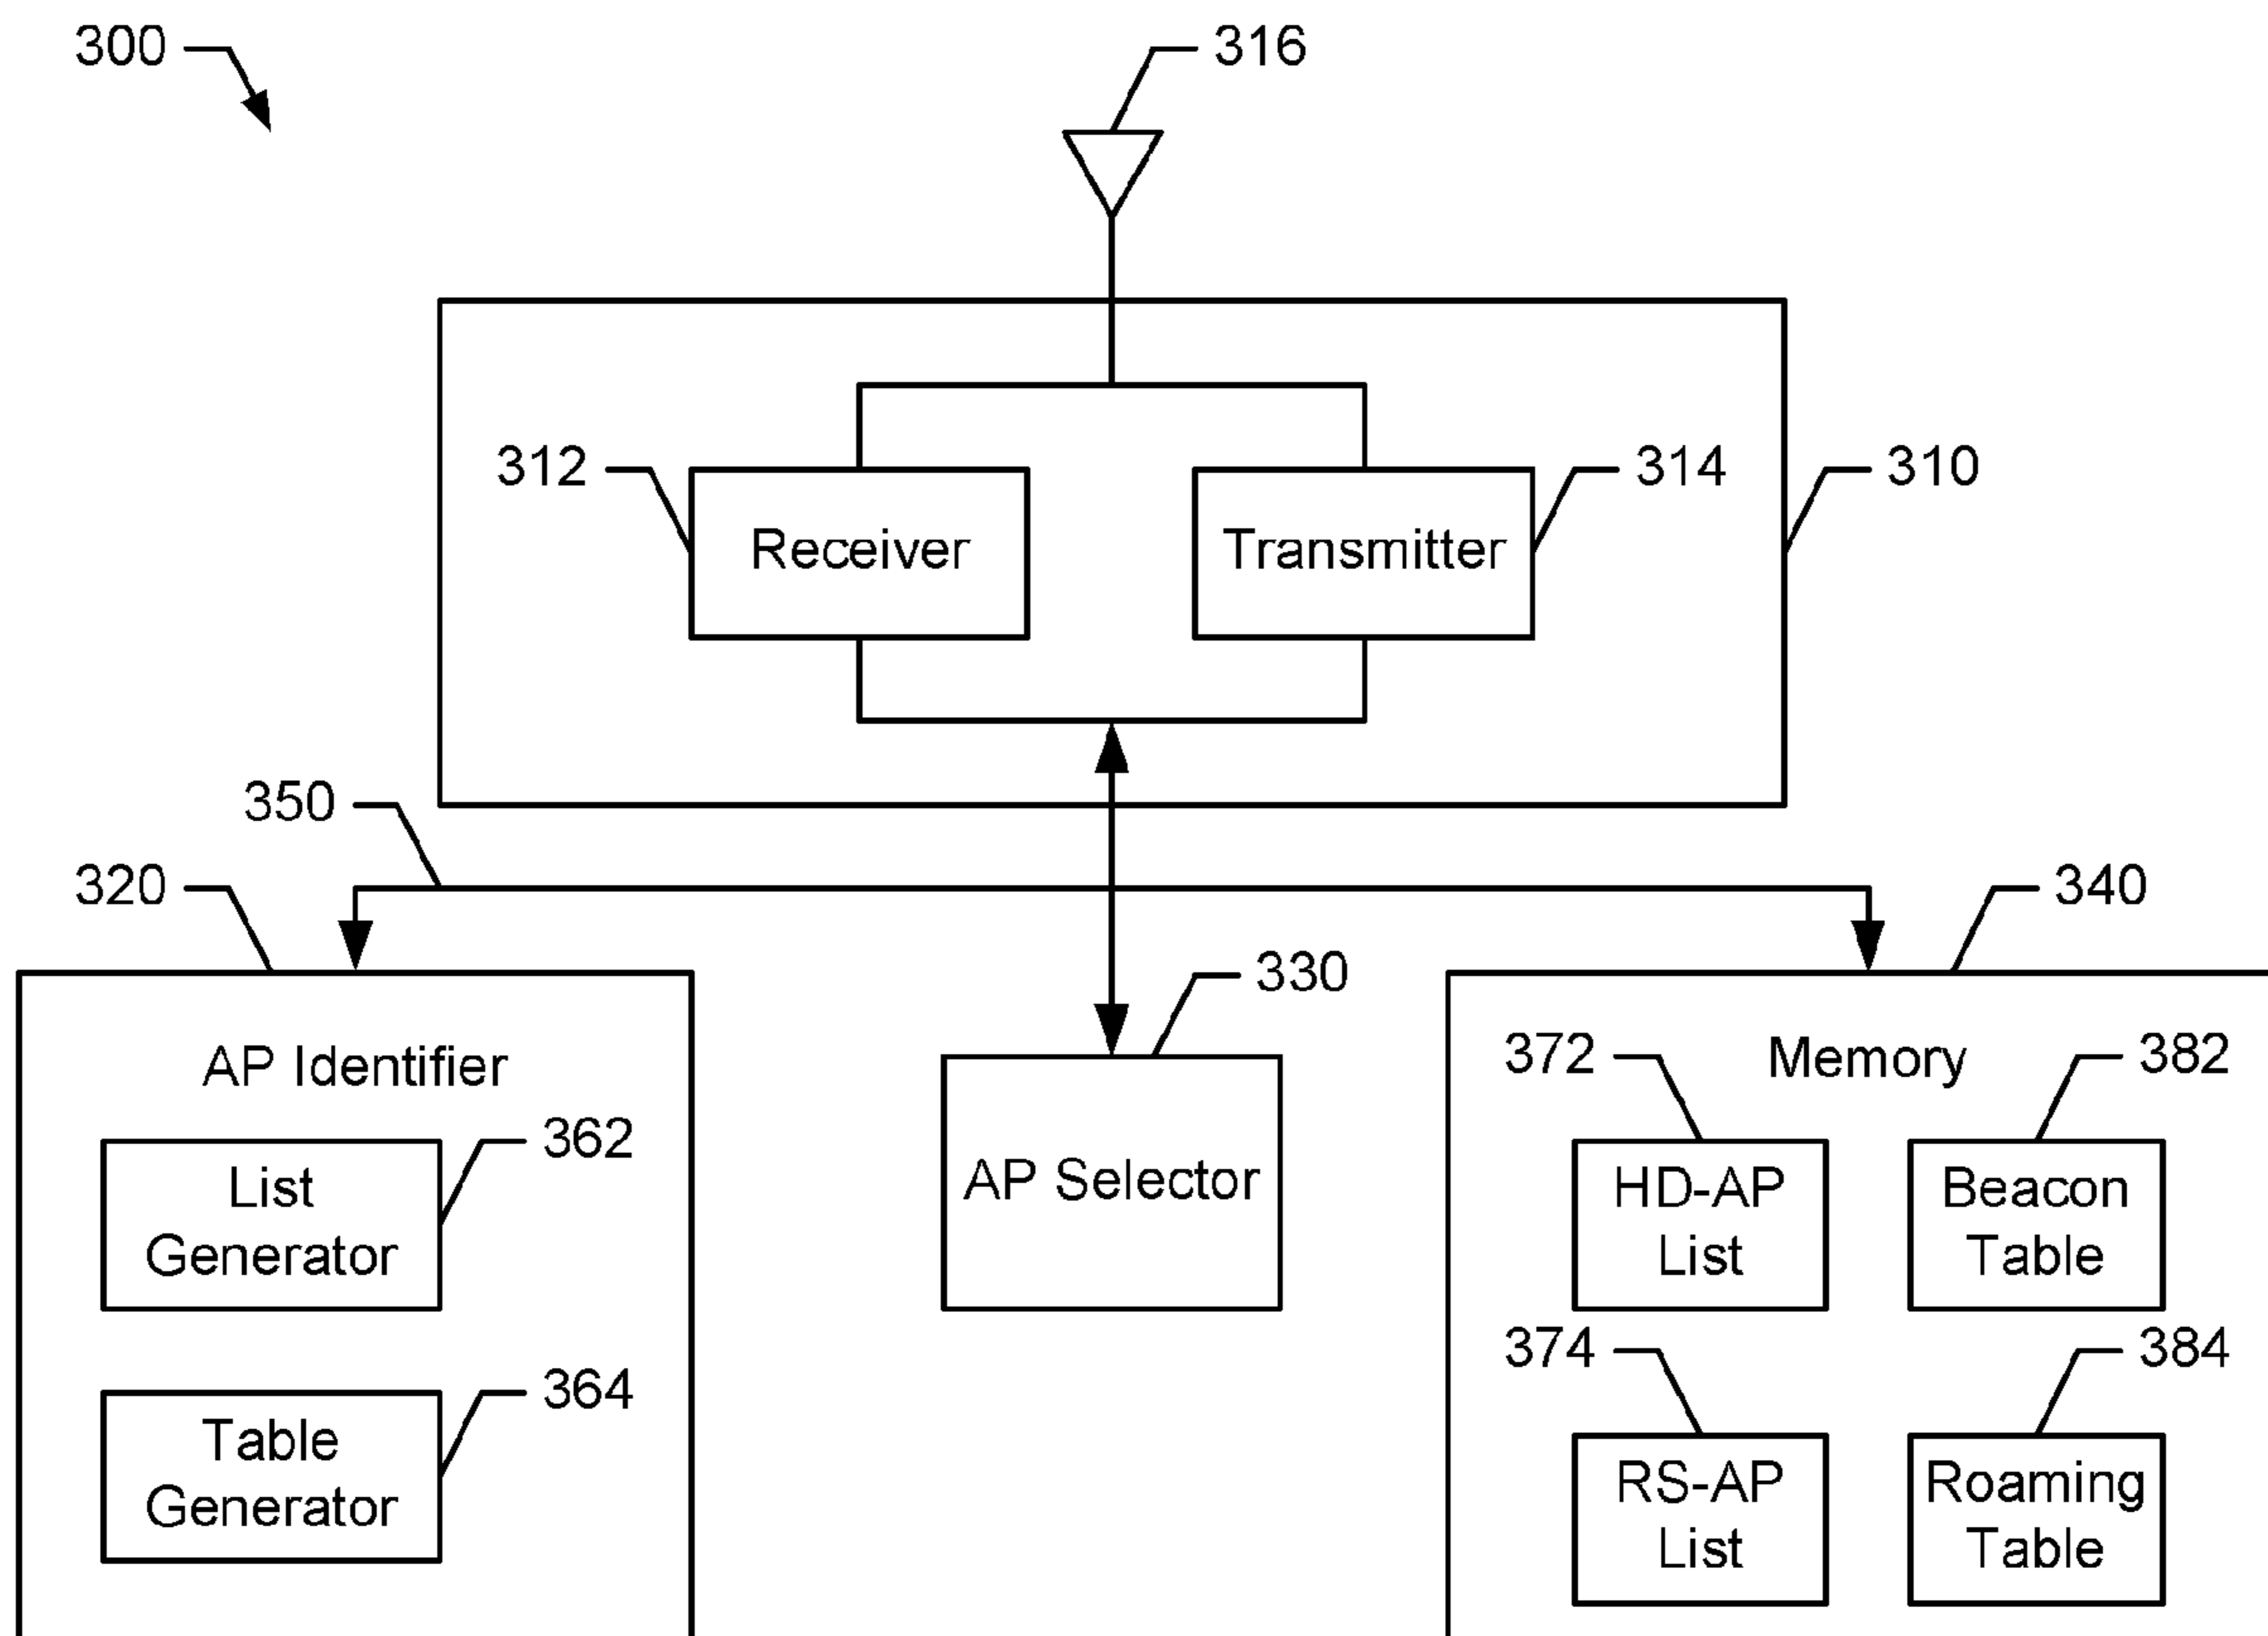 300
316
312
314
310
Receiver
Transmitter
350
320
340
330
AP Identifier
372
Memory
382
362
List
Generator
AP Selector
HD-AP
List
Beacon
Table
374
384
364
Table
Generator
RS-AP
List
Roaming
Table